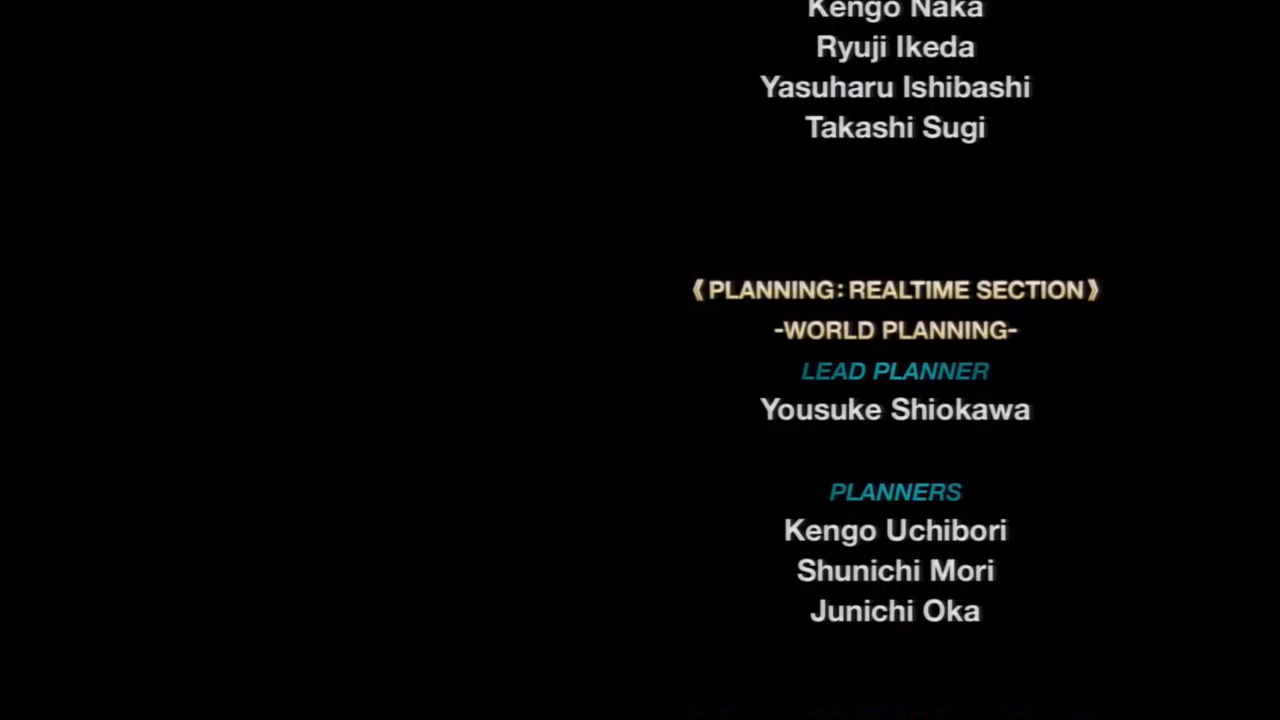 Kengo Naka
Ryuji Ikeda
Yasuharu Ishibashi
Takashi Sugi
《PLANNING:REALTIME SECTION》
-WORLD PLANNING-
LEAD PLANNER
Yousuke Shiokawa
PLANNERS
Kengo Uchibori
Shunichi Mori
Junichi Oka